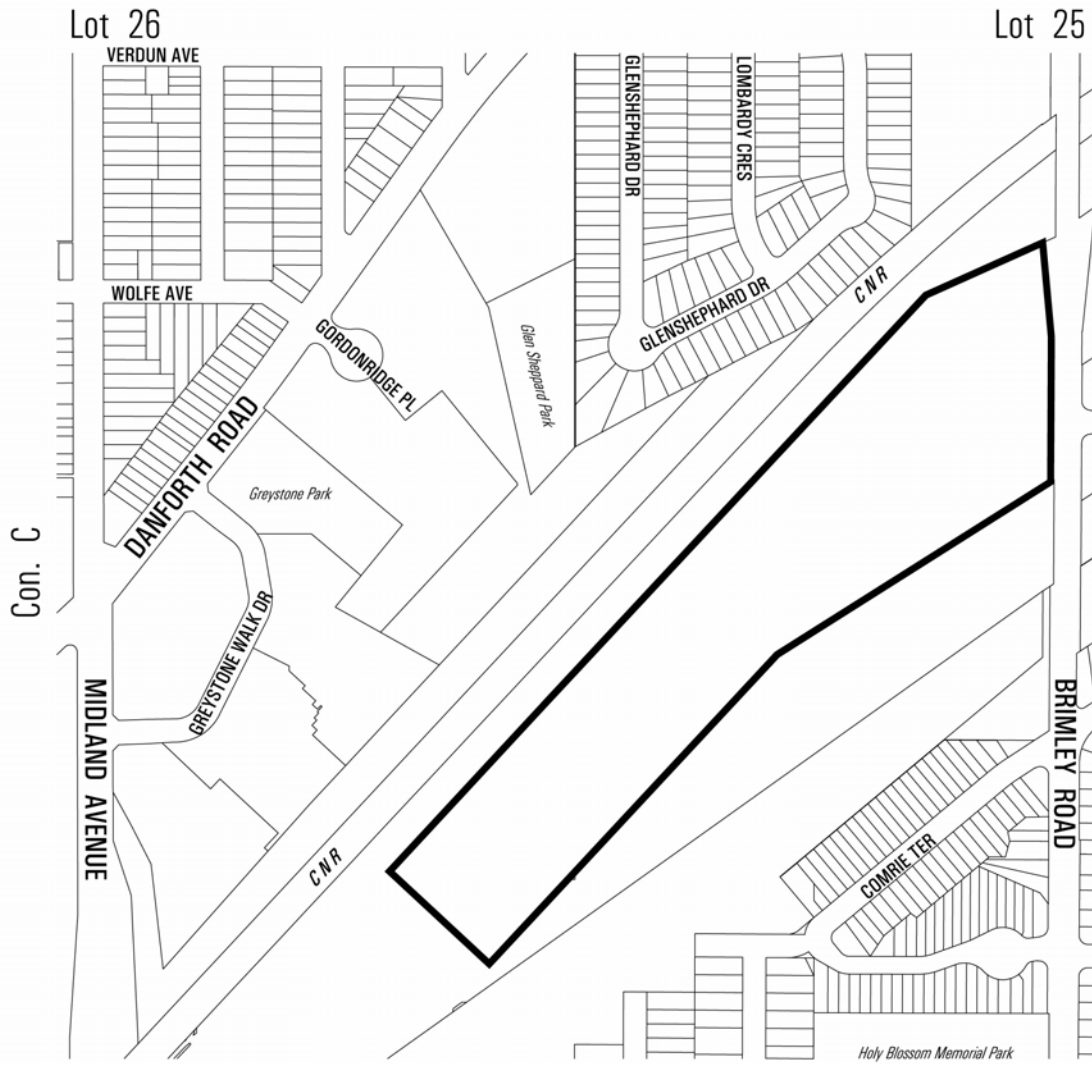 Lot 26
Lot 25
VERDUN AVE
GLENSHEPHARD DR
LOMBARDY CRES
WOLFE AVE
CNR
GLENSHEPHARD DR
GORDONRIDGE PL
Glen Sheppard Park
DANFORTH ROAD
Greystone Park
Con. C
GREYSTONE WALK DR
MIDLAND AVENUE
BRIMLEY ROAD
CNR
COMRIE TER
Holy Blossom Memorial Park